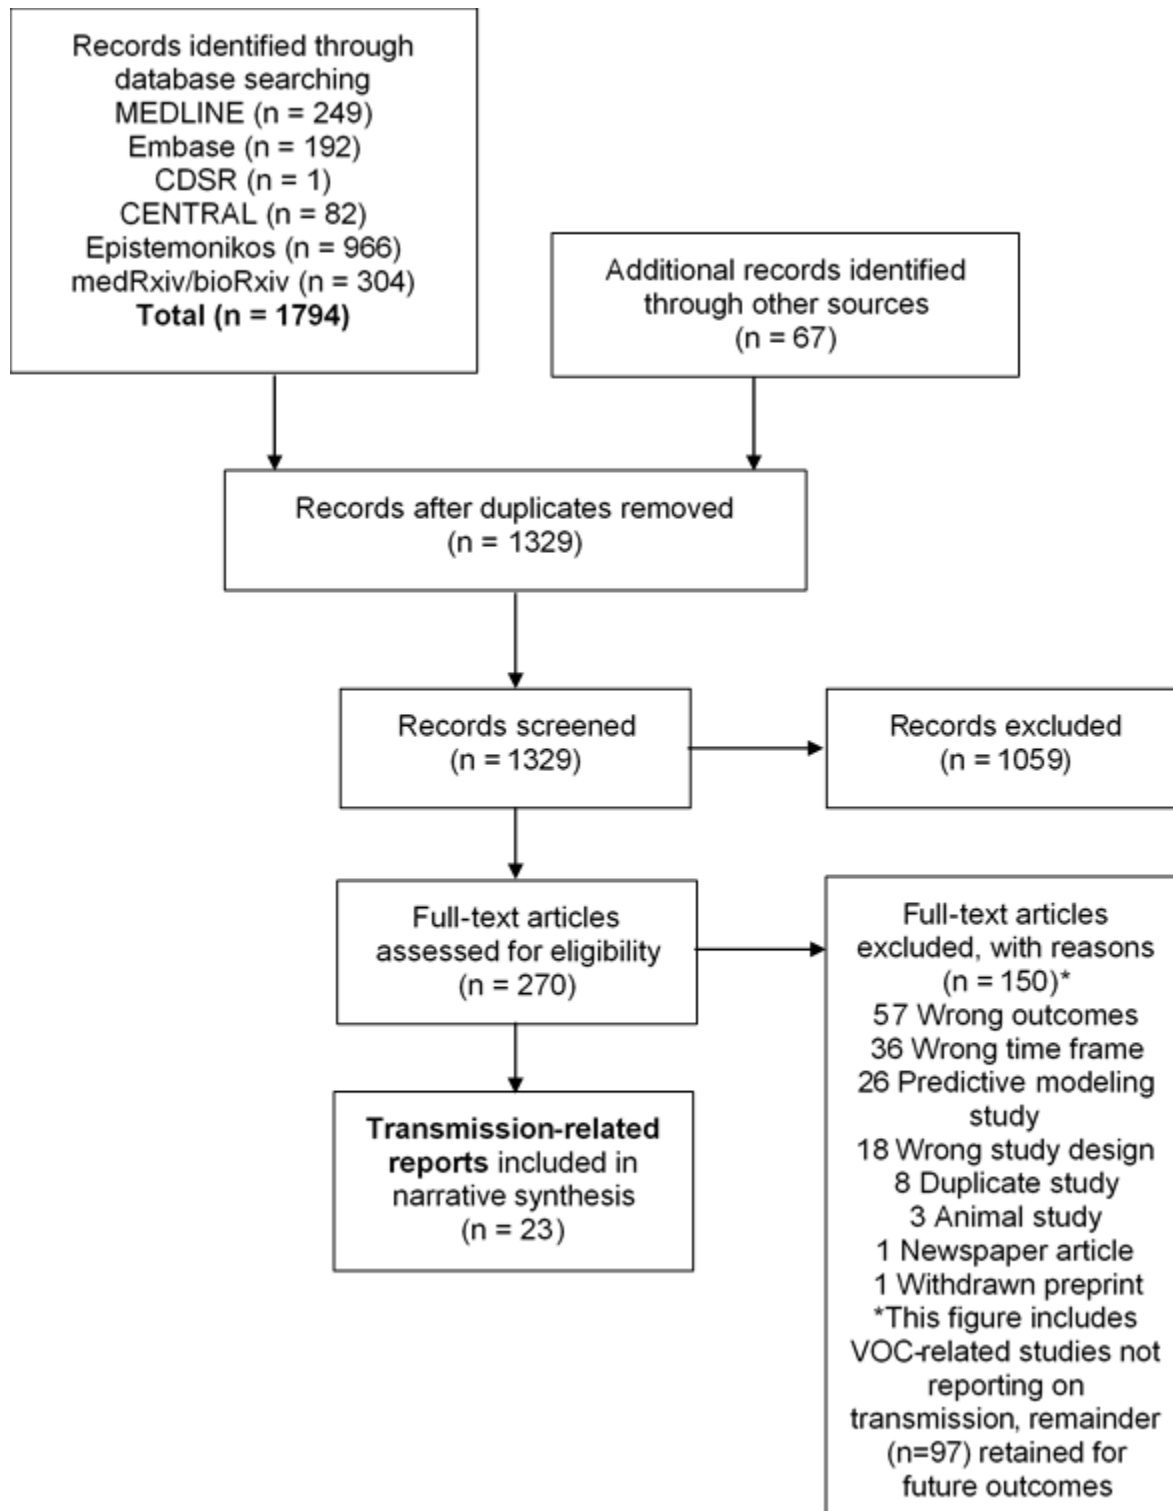 Records identified through
database searching
MEDLINE (n = 249)
Embase (n = 192)
CDSR (n = 1)
CENTRAL (n = 82)
Epistemonikos (n = 966)
medRxiv/bioRxiv (n = 304)
Total (n = 1794)
Additional records identified
through other sources
(n = 67)
Records after duplicates removed
(n = 1329)
Records screened
(n = 1329)
Records excluded
(n = 1059)
Full-text articles
assessed for eligibility
(n = 270)
Full-text articles
excluded, with reasons
(n = 150)*
57 Wrong outcomes
36 Wrong time frame
26 Predictive modeling
study
18 Wrong study design
8 Duplicate study
3 Animal study
1 Newspaper article
1 Withdrawn preprint
*This figure includes
VOC-related studies not
reporting on
transmission, remainder
(n=97) retained for
future outcomes
Transmission-related
reports included in
narrative synthesis
(n = 23)